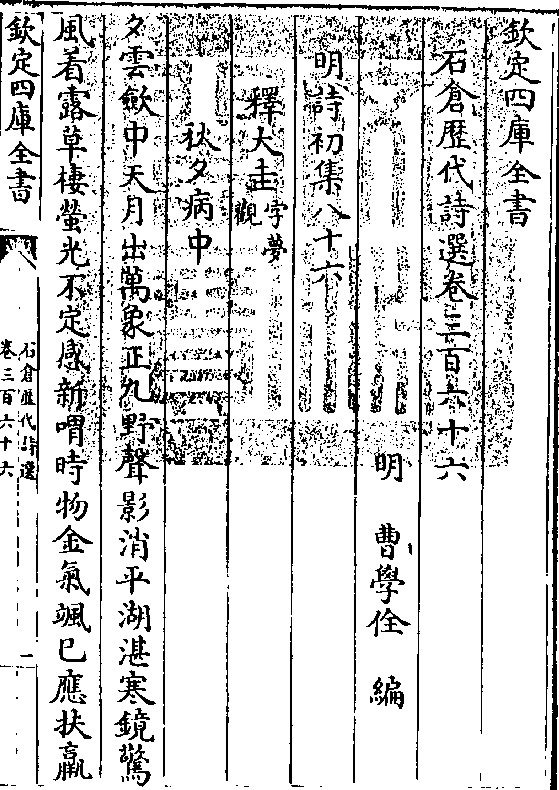 欽定四庫全書
石倉歷代詩選卷三百六十六
明 曹學佺 編
明詩初集八十六
釋大圭字夢觀
秋夕病中
夕雲斂中天月出萬象正九野聲影消平湖湛寒鏡驚
風着露草棲螢光不定感新喟時物金氣颯已應扶羸
欽定四庫全書
石倉歷代詩選
卷三百六十六
一